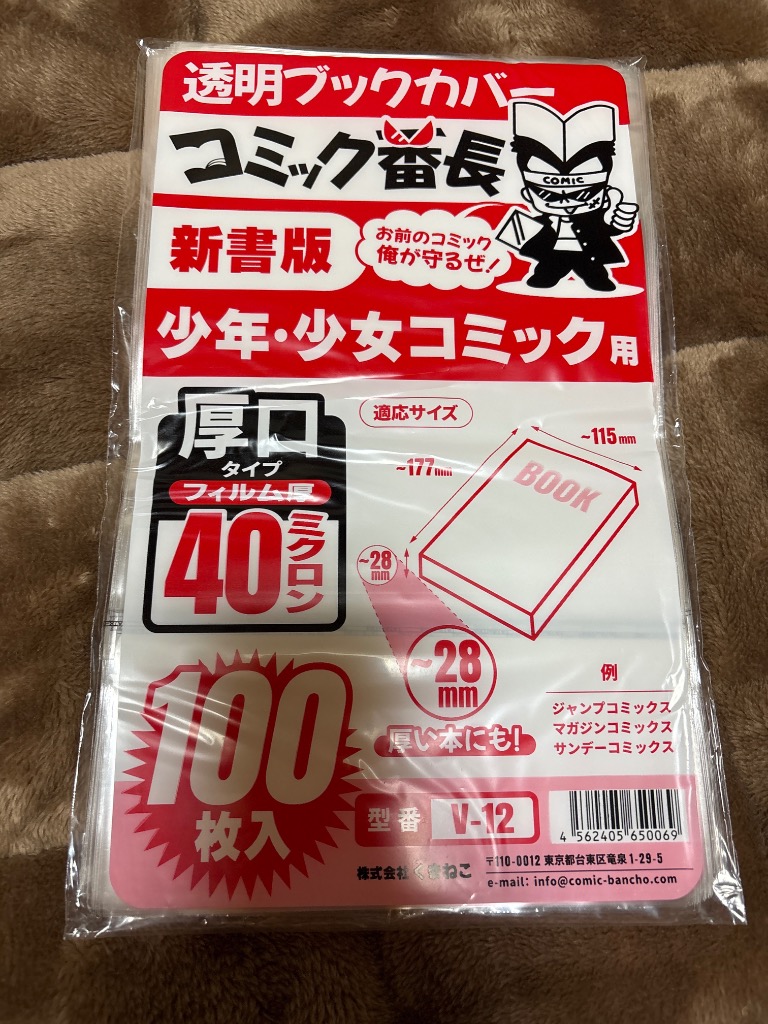 透明ブックカバー
コミック番長
COMIC
新書版
お前のコミック
俺が守るぜ!
少年・少女コミック用
厚口
タイプ
フィルム厚
40ミクロン
適応サイズ
~115mm
~177mm
BOOK
~28
mm
~28
mm
厚い本にも!
例
ジャンプコミックス
マガジンコミックス
サンデーコミックス
100
枚入
型番 V-12
4 562405 650069
株式会社くきねこ
〒110-0012 東京都台東区竜泉1-29-5
e-mail: info@comic-bancho.com